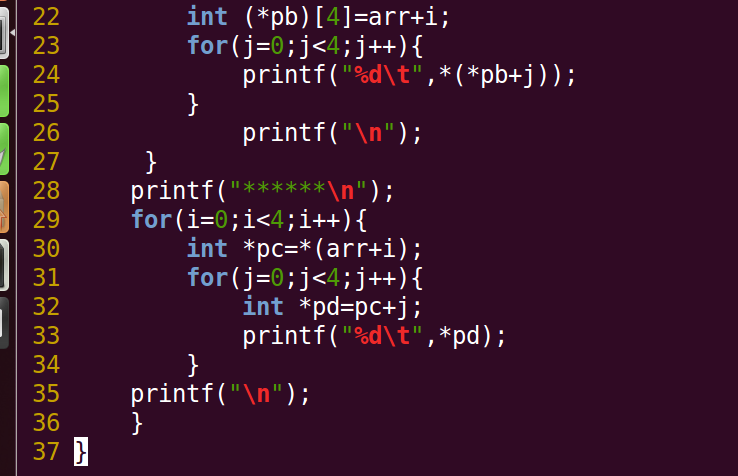 22        int (*pb)[4]=arr+i;
23        for(j=0;j<4;j++){
24            printf("%d\t",*(*pb+j));
25        }
26            printf("\n");
27     }
28    printf("******\n");
29    for(i=0;i<4;i++){
30        int *pc=*(arr+i);
31        for(j=0;j<4;j++){
32            int *pd=pc+j;
33            printf("%d\t",*pd);
34        }
35    printf("\n");
36    }
37 }